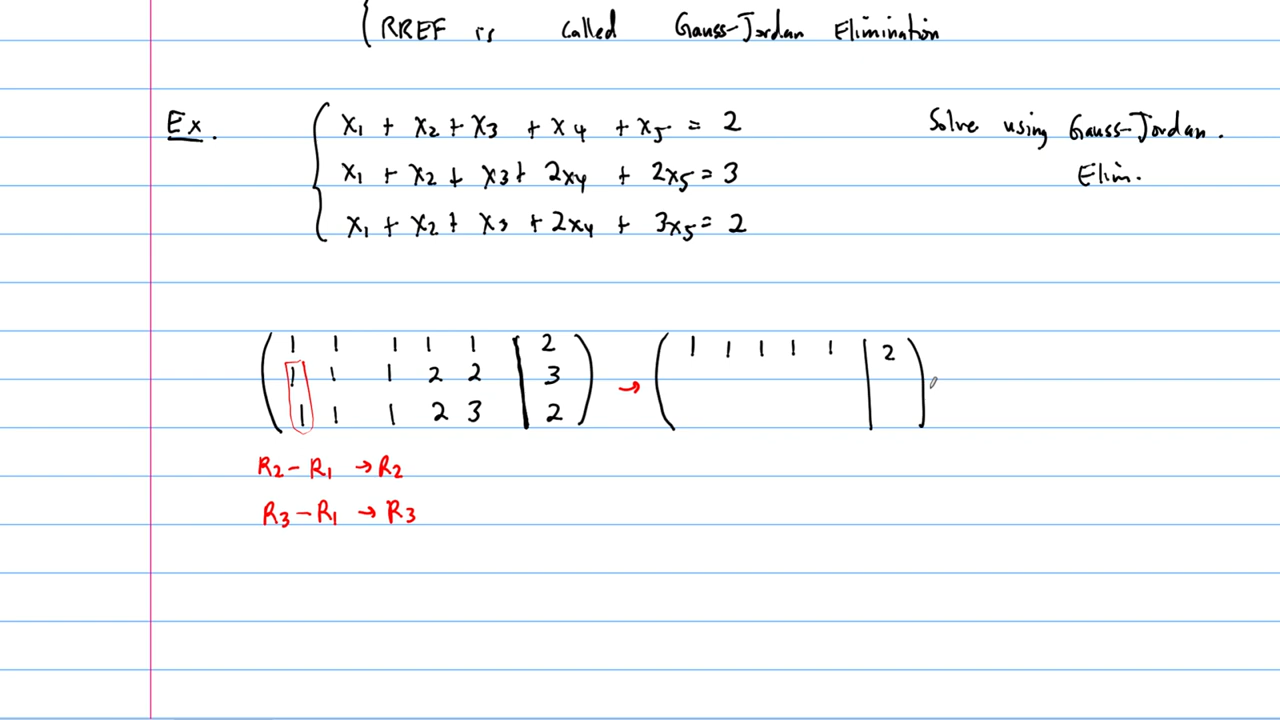 RREF is called Gauss-Jordan Elimination
Ex. x₁ + x₂ + x₃ + x₄ + x₅ = 2 Solve using Gauss-Jordan.
x₁ + x₂ + x₃ + 2x₄ + 2x₅ = 3 Elim.
x₁ + x₂ + x₃ + 2x₄ + 3x₅ = 2
1 1 1 1 1 | 2 → 1 1 1 1 1 | 2
1 1 1 2 2 | 3
1 1 1 2 3 | 2
R₂ - R₁ → R₂
R₃ - R₁ → R₃